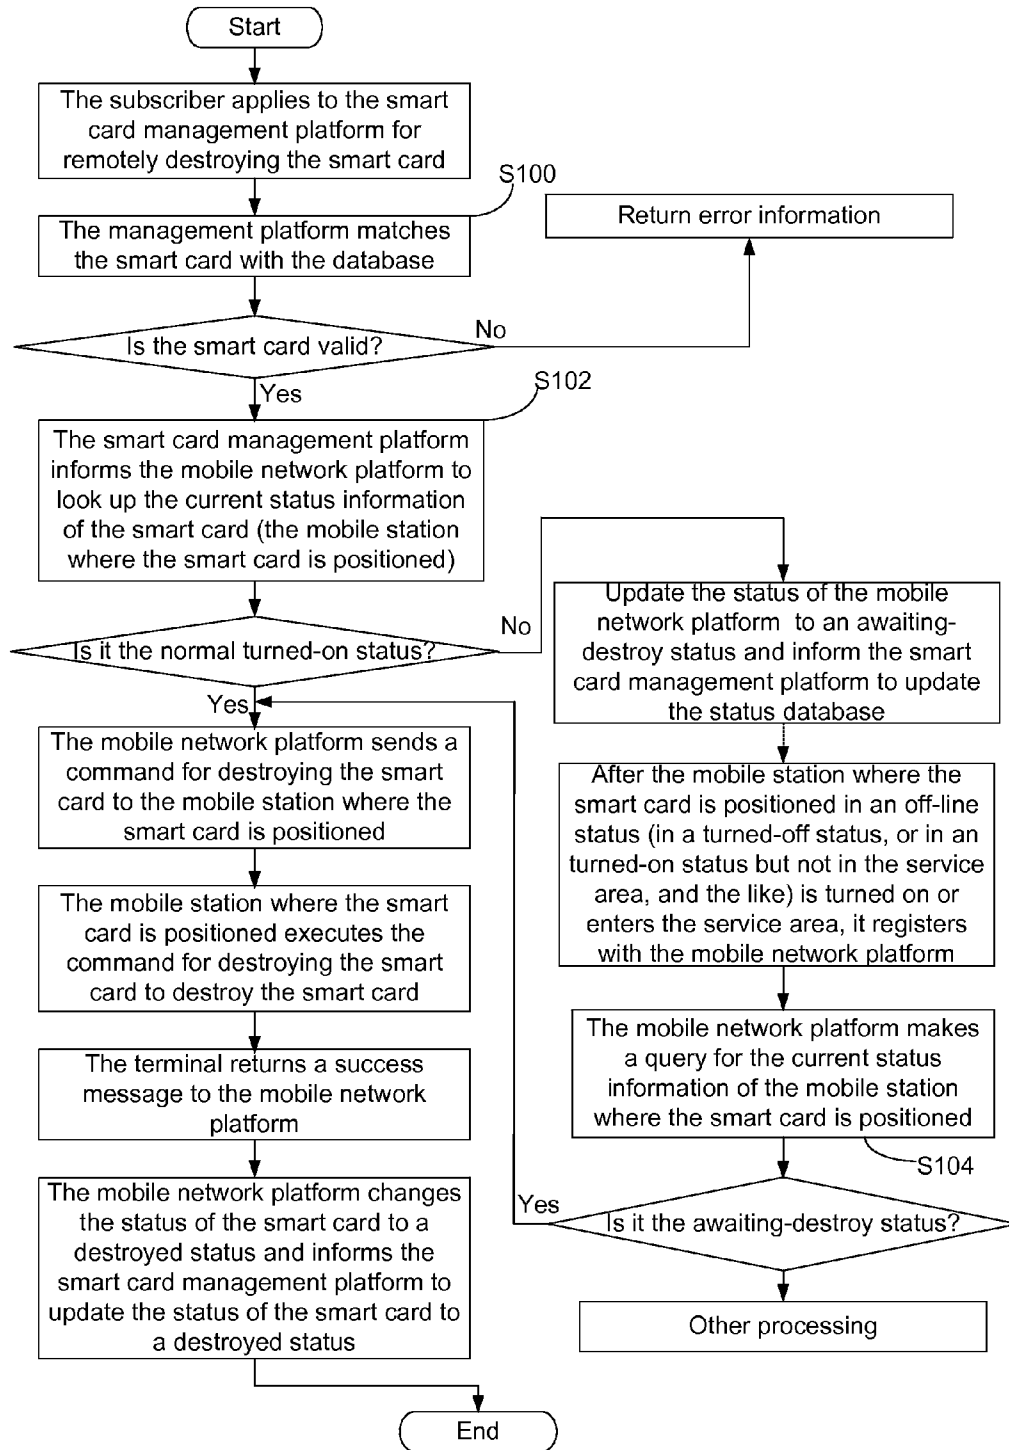 Start
The subscriber applies to the smart
card management platform for
remotely destroying the smart card
S100
The management platform matches
the smart card with the database
Return error information
Is the smart card valid?
No
Yes
S102
The smart card management platform
informs the mobile network platform to
look up the current status information
of the smart card (the mobile station
where the smart card is positioned)
Is it the normal turned-on status?
No
Yes
Update the status of the mobile
network platform to an awaiting-
destroy status and inform the smart
card management platform to update
the status database
The mobile network platform sends a
command for destroying the smart
card to the mobile station where the
smart card is positioned
After the mobile station where the
smart card is positioned in an off-line
status (in a turned-off status, or in an
turned-on status but not in the service
area, and the like) is turned on or
enters the service area, it registers
with the mobile network platform
The mobile station where the smart
card is positioned executes the
command for destroying the smart
card to destroy the smart card
The mobile network platform makes
a query for the current status
information of the mobile station
where the smart card is positioned
S104
The terminal returns a success
message to the mobile network
platform
The mobile network platform changes
the status of the smart card to a
destroyed status and informs the
smart card management platform to
update the status of the smart card to
a destroyed status
Yes
Is it the awaiting-destroy status?
Other processing
End